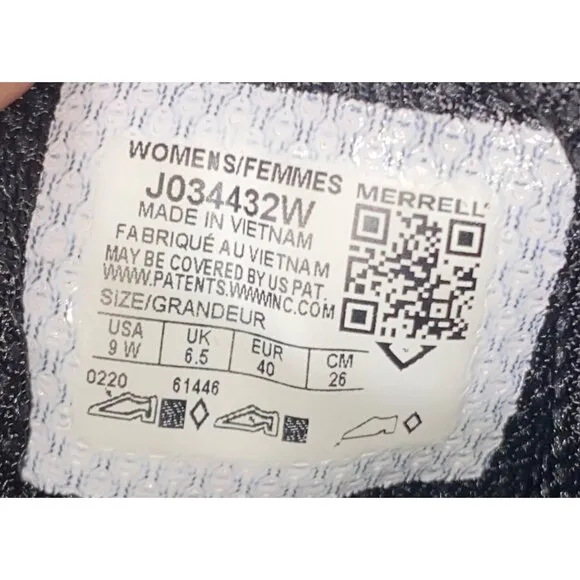 WOMENS/FEMMES
MERRELL
J034432W
MADE IN VIETNAM
FABRIQUÉ AU VIETNAM
MAY BE COVERED BY US PAT.
WWW.PATENTS.WWWINC.COM
SIZE/GRANDEUR
USA UK EUR CM
9 W 6.5 40 26
0220 61446